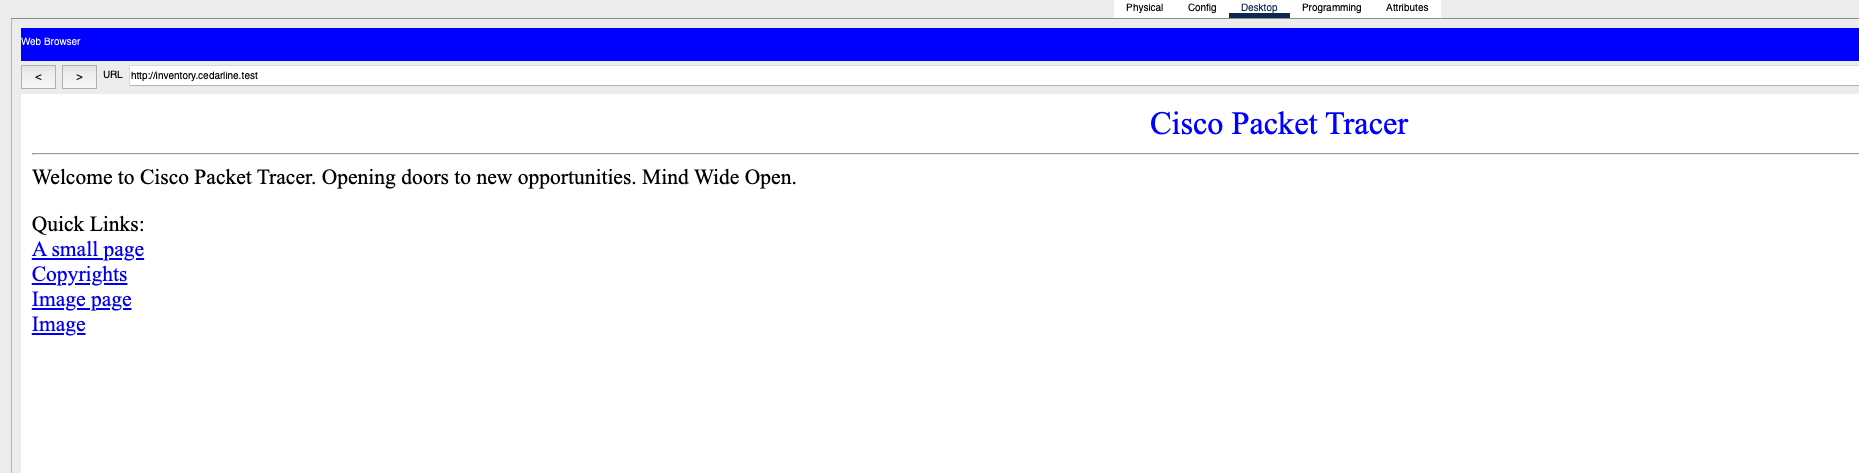 Physical Config Desktop Programming Attributes
Web Browser
< > URL http://inventory.cedarline.test
Cisco Packet Tracer
Welcome to Cisco Packet Tracer. Opening doors to new opportunities. Mind Wide Open.
Quick Links:
A small page
Copyrights
Image page
Image